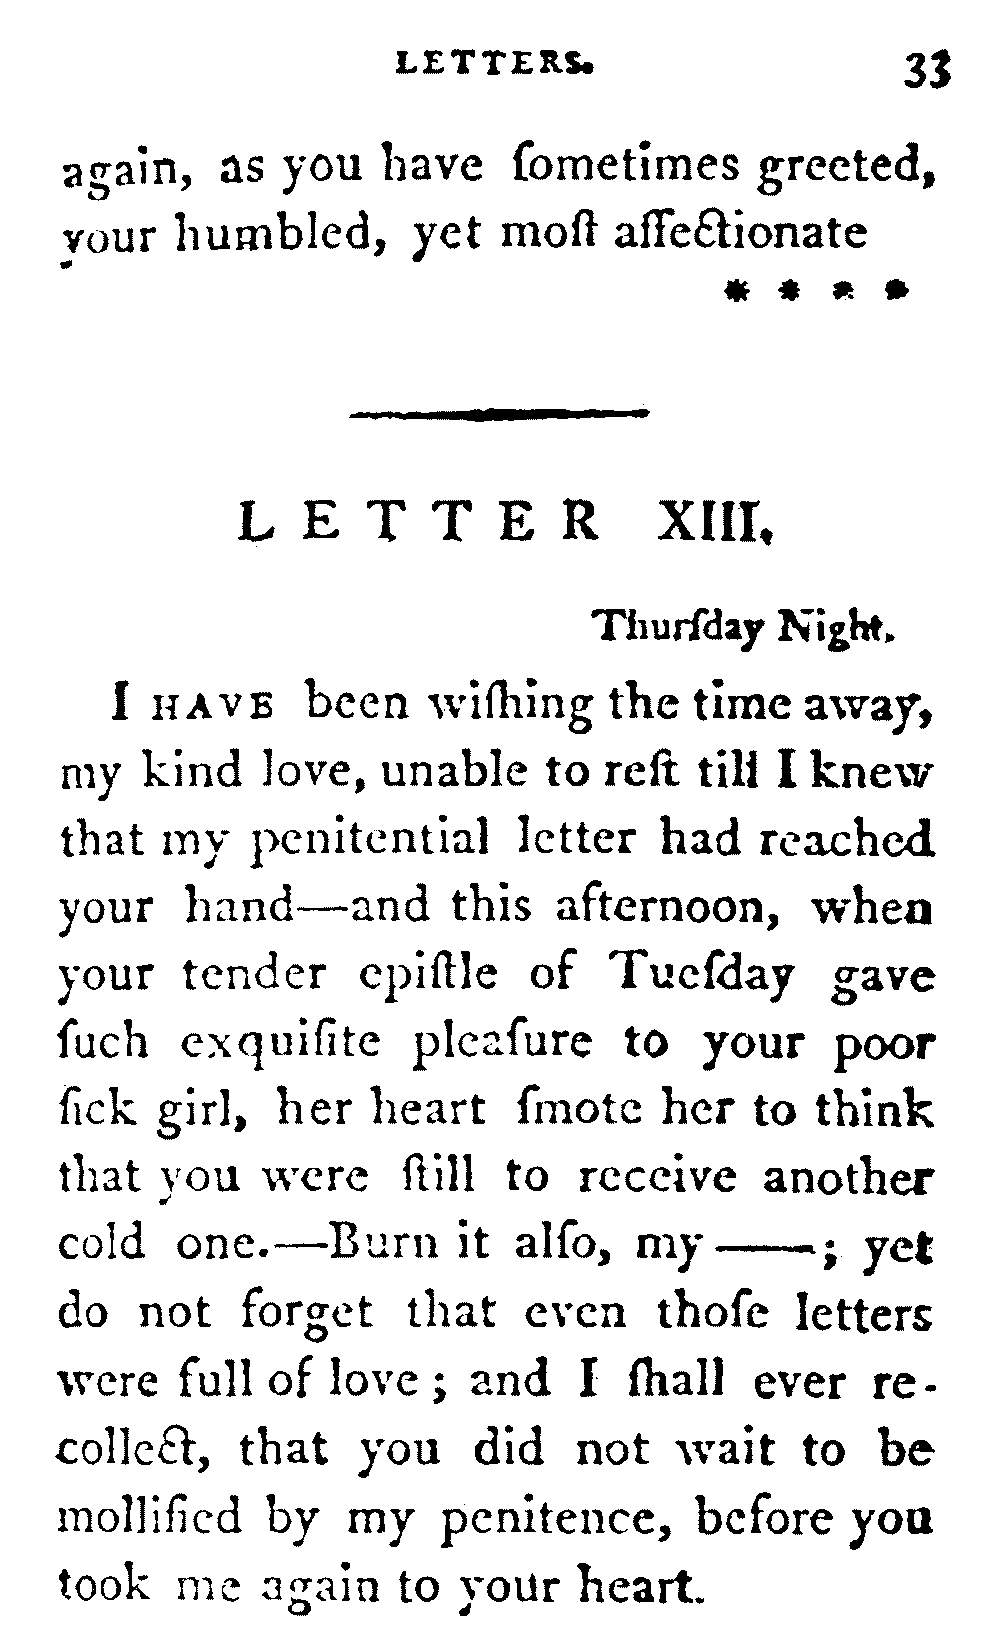 LETTERS. 33
again, as you have ſometimes greeted,
your humbled, yet moſt affectionate
* * * *
LETTER XIII.
Thurſday Night.
I HAVE been wiſhing the time away,
my kind love, unable to reſt till I knew
that my penitential letter had reached
your hand—and this afternoon, when
your tender epiſtle of Tueſday gave
ſuch exquiſite pleaſure to your poor
ſick girl, her heart ſmote her to think
that you were ſtill to receive another
cold one.—Burn it alſo, my ——; yet
do not forget that even thoſe letters
were full of love; and I ſhall ever re-
collect, that you did not wait to be
mollified by my penitence, before you
took me again to your heart.